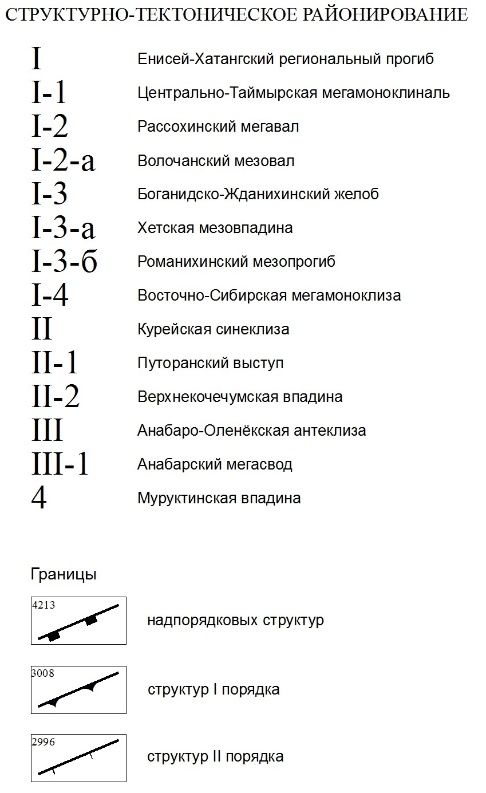 СТРУКТУРНО-ТЕКТОНИЧЕСКОЕ РАЙОНИРОВАНИЕ
I Енисей-Хатангский региональный прогиб
I-1 Центрально-Таймырская мегамоноклиналь
I-2 Рассохинский мегавал
I-2-а Волочанский мезовал
I-3 Боганидско-Жданихинский желоб
I-3-а Хетская мезовпадина
I-3-б Романихинский мезопрогиб
I-4 Восточно-Сибирская мегамоноклиза
II Курейская синеклиза
II-1 Путоранский выступ
II-2 Верхнекочечумская впадина
III Анабаро-Оленёкская антеклиза
III-1 Анабарский мегасвод
4 Муруктинская впадина
Границы
4213 надпорядковых структур
3008 структур I порядка
2996 структур II порядка